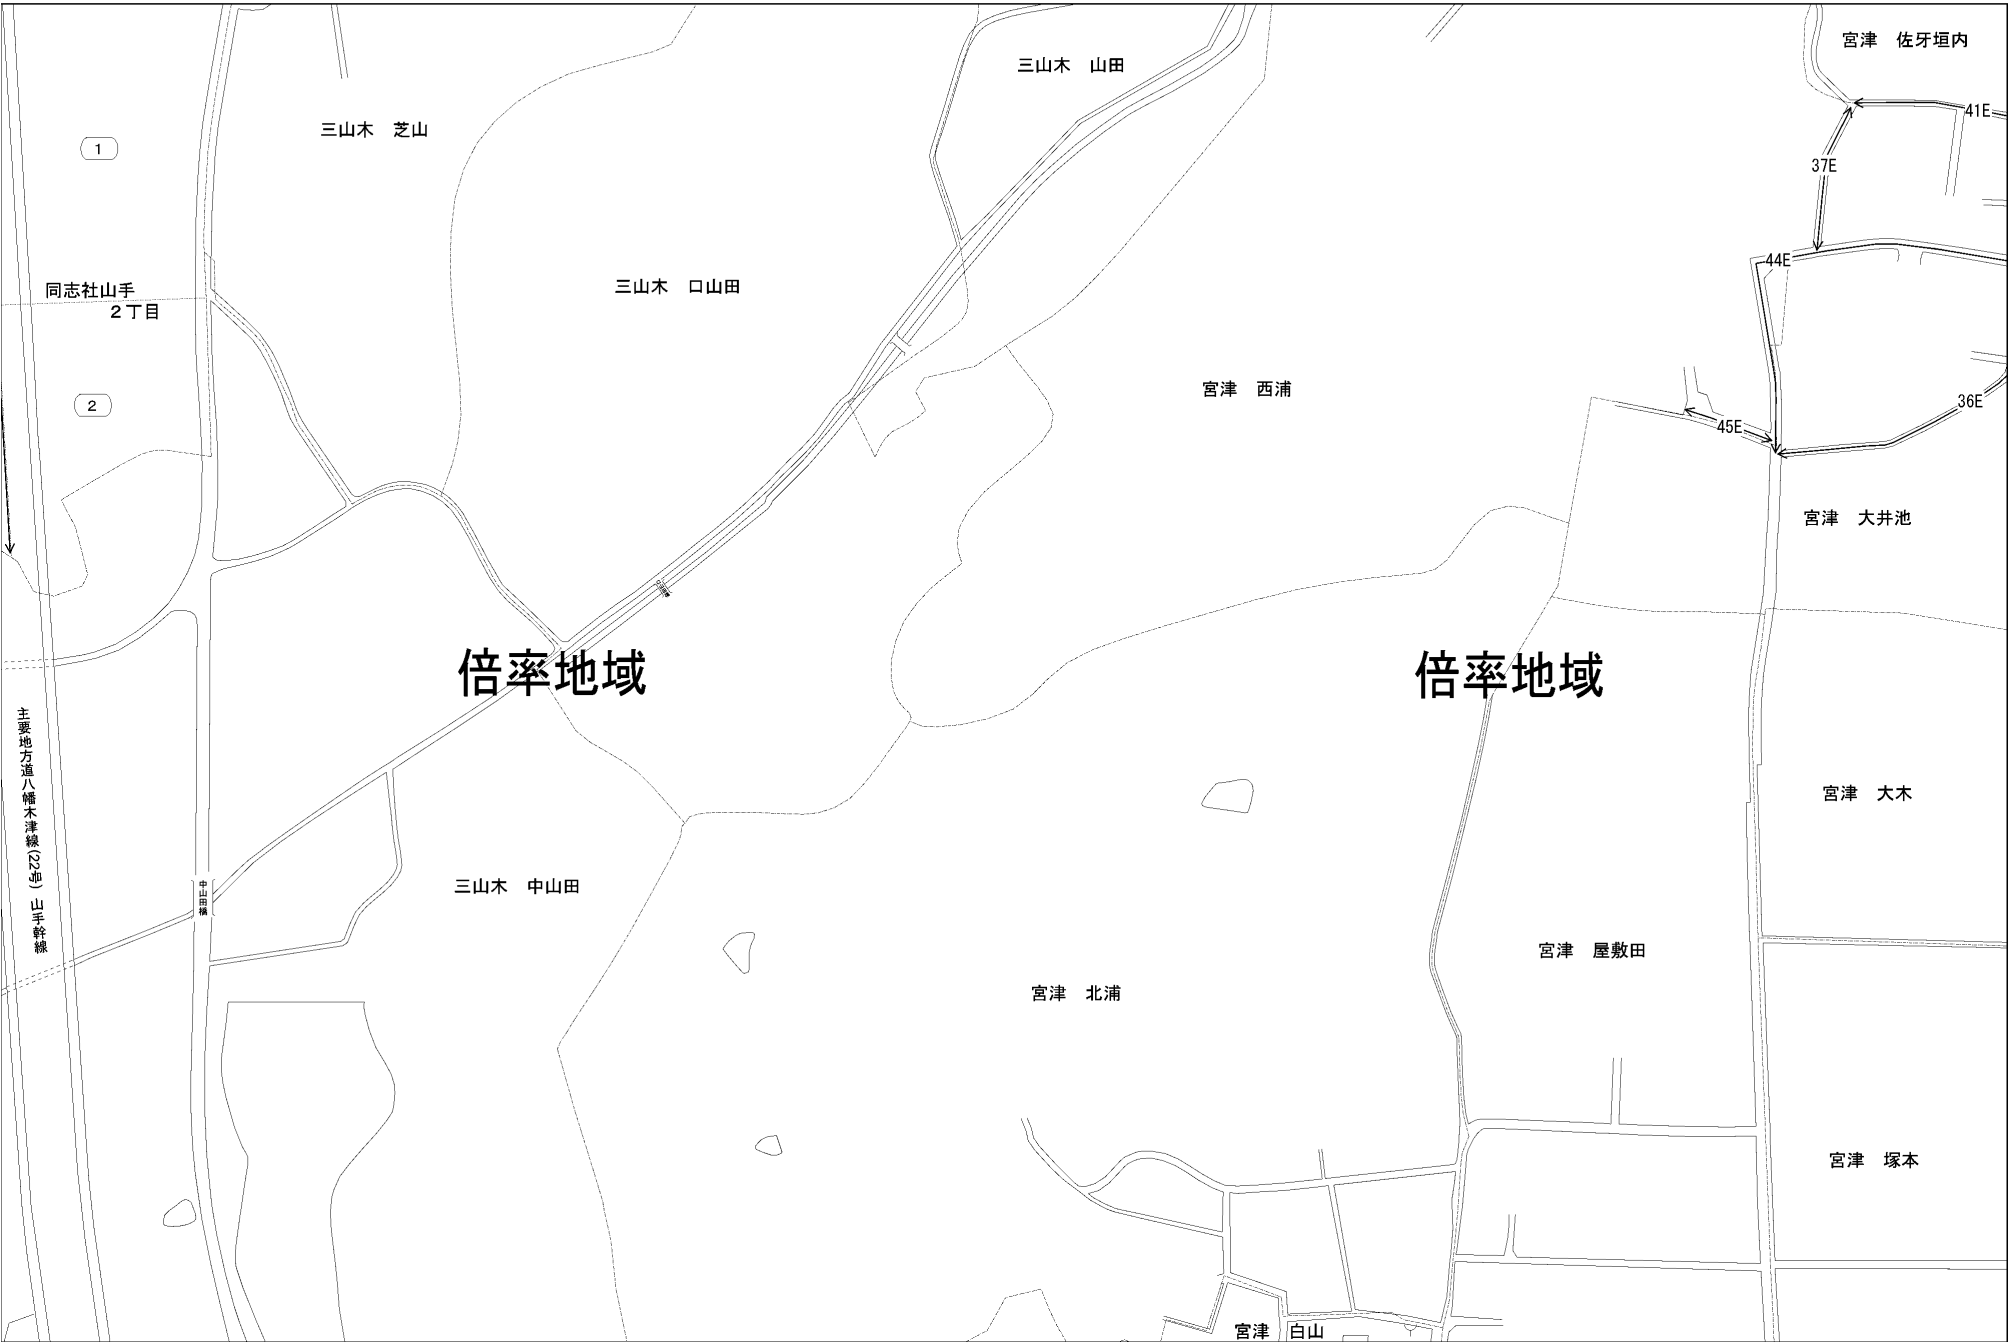 宮津　佐牙垣内
三山木　山田
41E
三山木　芝山
1
37E
44E
三山木　口山田
同志社山手
２丁目
宮津　西浦
36E
2
45E
宮津　大井池
倍率地域
倍率地域
主要地方道八幡木津線(22号) 山手幹線
宮津　大木
三山木　中山田
中山田橋
宮津　屋敷田
宮津　北浦
宮津　塚本
宮津　白山